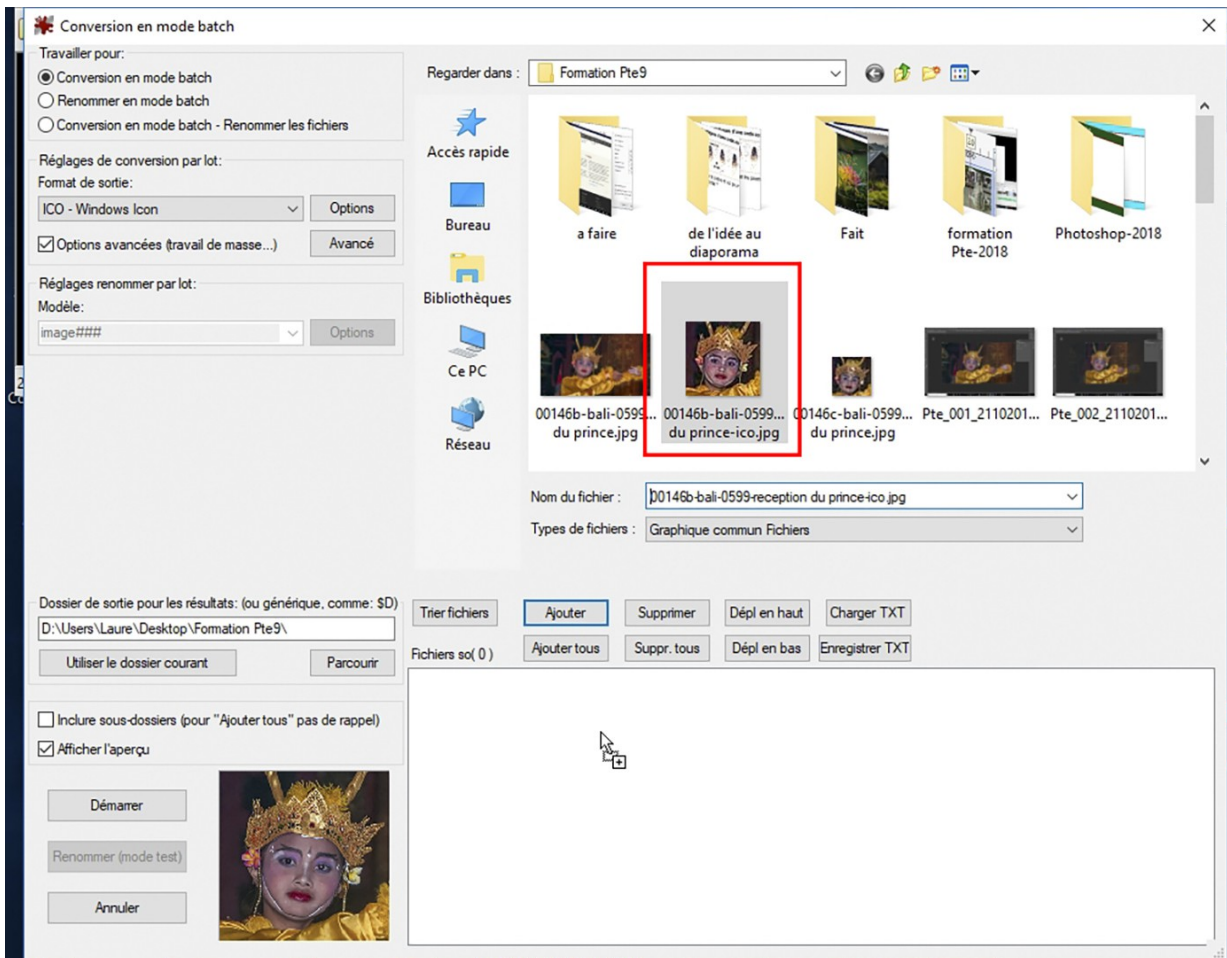 Conversion en mode batch
Travailler pour:
Conversion en mode batch
Renommer en mode batch
Conversion en mode batch - Renommer les fichiers
Réglages de conversion par lot:
Format de sortie:
ICO - Windows Icon
Options
Options avancées (travail de masse...)
Avancé
Réglages renommer par lot:
Modèle:
image###
Options
Regarder dans :
Formation Pte9
Accès rapide
Bureau
Bibliothèques
Ce PC
Réseau
a faire
de l'idée au
diaporama
Fait
formation
Pte-2018
Photoshop-2018
00146b-bali-0599...
du prince.jpg
00146b-bali-0599...
du prince-ico.jpg
00146c-bali-0599...
du prince.jpg
Pte_001_2110201...
Pte_002_2110201...
Nom du fichier :
00146b-bali-0599-reception du prince-ico.jpg
Types de fichiers :
Graphique commun Fichiers
Dossier de sortie pour les résultats: (ou générique, comme: $D)
D:\Users\Laure\Desktop\Formation Pte9\
Utiliser le dossier courant
Parcourir
Trier fichiers
Ajouter
Supprimer
Dépl en haut
Charger TXT
Fichiers so( 0 )
Ajouter tous
Suppr. tous
Dépl en bas
Enregistrer TXT
Inclure sous-dossiers (pour "Ajouter tous" pas de rappel)
Afficher l'aperçu
Démarrer
Renommer (mode test)
Annuler